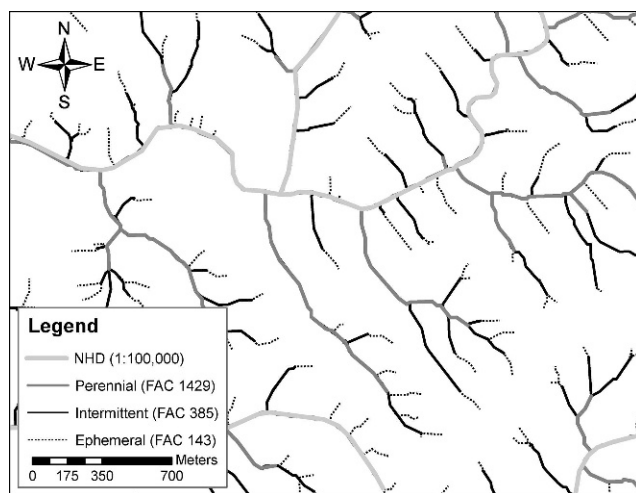 N
W E
S
Legend
NHD (1:100,000)
Perennial (FAC 1429)
Intermittent (FAC 385)
Ephemeral (FAC 143)
Meters
0 175 350 700